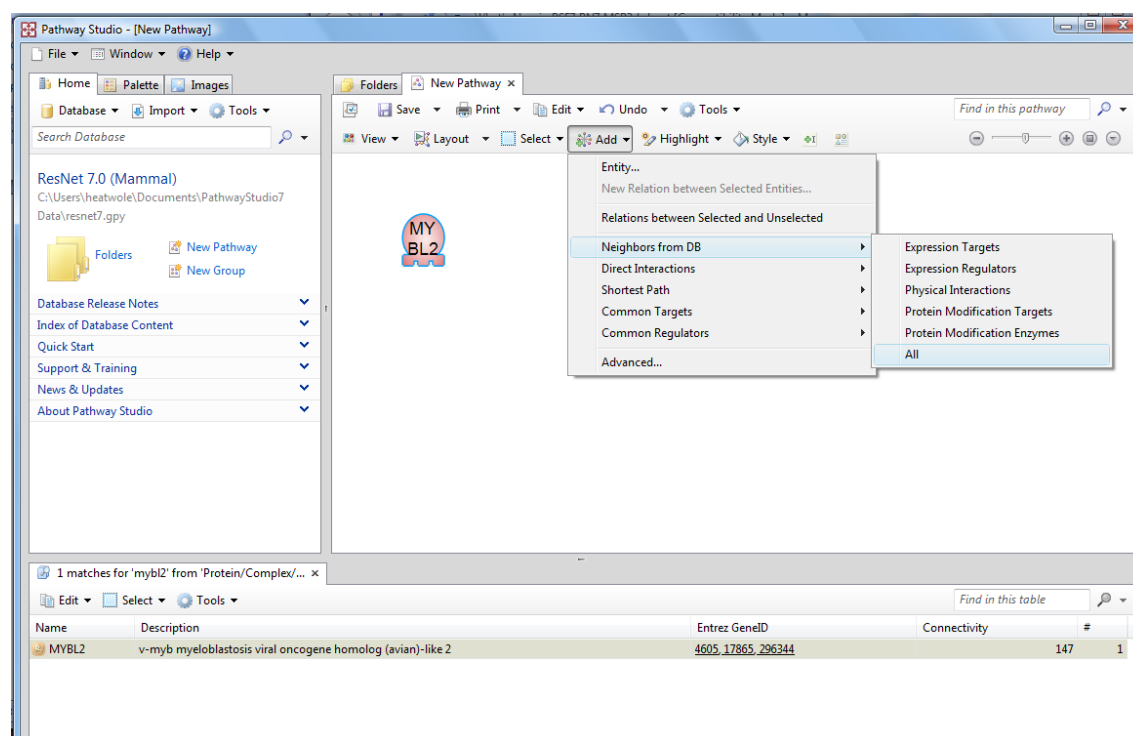 Pathway Studio - [New Pathway]
File Window Help
Home Palette Images
Folders New Pathway
Database Import Tools
Save Print Edit Undo Tools
Find in this pathway
Search Database
View Layout Select Add Highlight Style
ResNet 7.0 (Mammal)
C:\Users\heatwole\Documents\PathwayStudio7
Data\resnet7.gpy
Folders
New Pathway
New Group
Database Release Notes
Index of Database Content
Quick Start
Support & Training
News & Updates
About Pathway Studio
MY
BL2
Entity...
New Relation between Selected Entities...
Relations between Selected and Unselected
Neighbors from DB
Direct Interactions
Shortest Path
Common Targets
Common Regulators
Advanced...
Expression Targets
Expression Regulators
Physical Interactions
Protein Modification Targets
Protein Modification Enzymes
All
1 matches for 'mybl2' from 'Protein/Complex/...
Edit Select Tools
Find in this table
Name Description Entrez GeneID Connectivity #
MYBL2 v-myb myeloblastosis viral oncogene homolog (avian)-like 2 4605, 17865, 296344 147 1